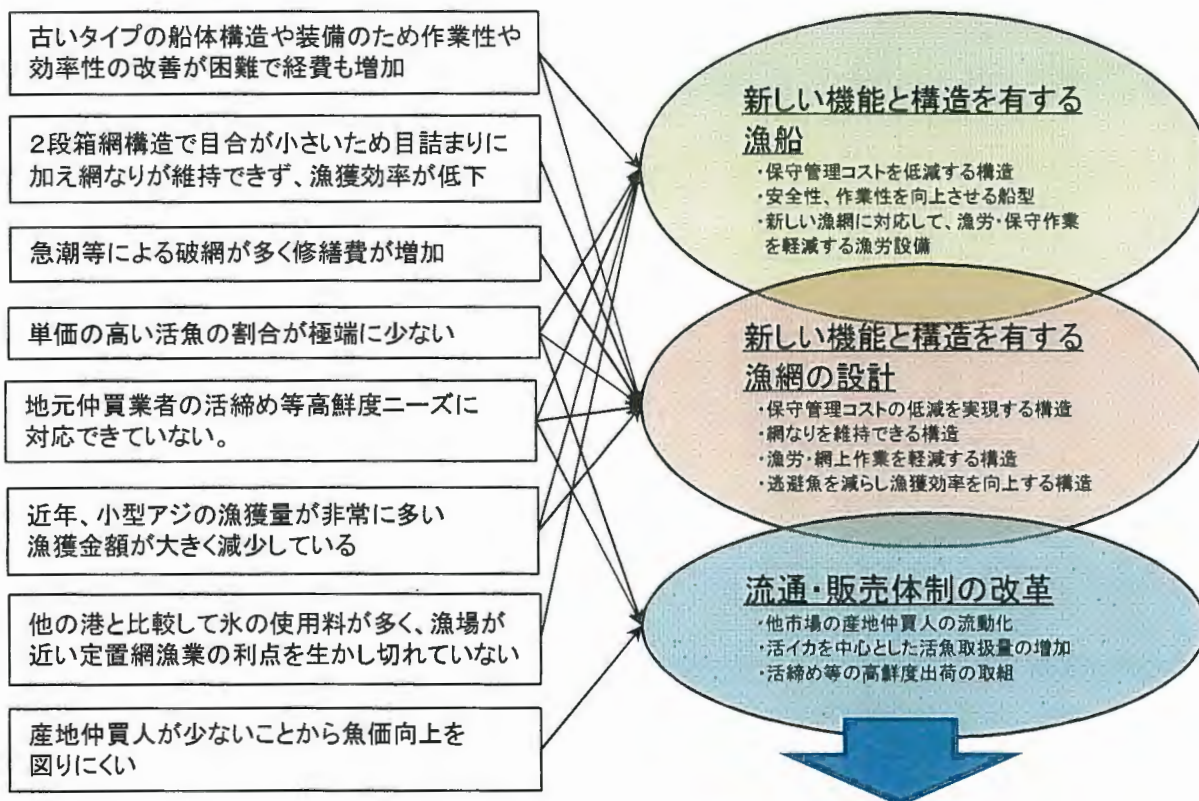 古いタイプの船体構造や装備のため作業性や
効率性の改善が困難で経費も増加
2段箱網構造で目合が小さいため目詰まりに
加え網なりが維持できず、漁獲効率が低下
急潮等による破網が多く修繕費が増加
単価の高い活魚の割合が極端に少ない
地元仲買業者の活締め等高鮮度ニーズに
対応できていない。
近年、小型アジの漁獲量が非常に多い
漁獲金額が大きく減少している
他の港と比較して氷の使用料が多く、漁場が
近い定置網漁業の利点を生かし切れていない
産地仲買人が少ないことから魚価向上を
図りにくい
新しい機能と構造を有する
漁船
・保守管理コストを低減する構造
・安全性、作業性を向上させる船型
・新しい漁網に対応して、漁労・保守作業
を軽減する漁労設備
新しい機能と構造を有する
漁網の設計
・保守管理コストの低減を実現する構造
・網なりを維持できる構造
・漁労・網上作業を軽減する構造
・逃避魚を減らし漁獲効率を向上する構造
流通・販売体制の改革
・他市場の産地仲買人の流動化
・活イカを中心とした活魚取扱量の増加
・活締め等の高鮮度出荷の取組